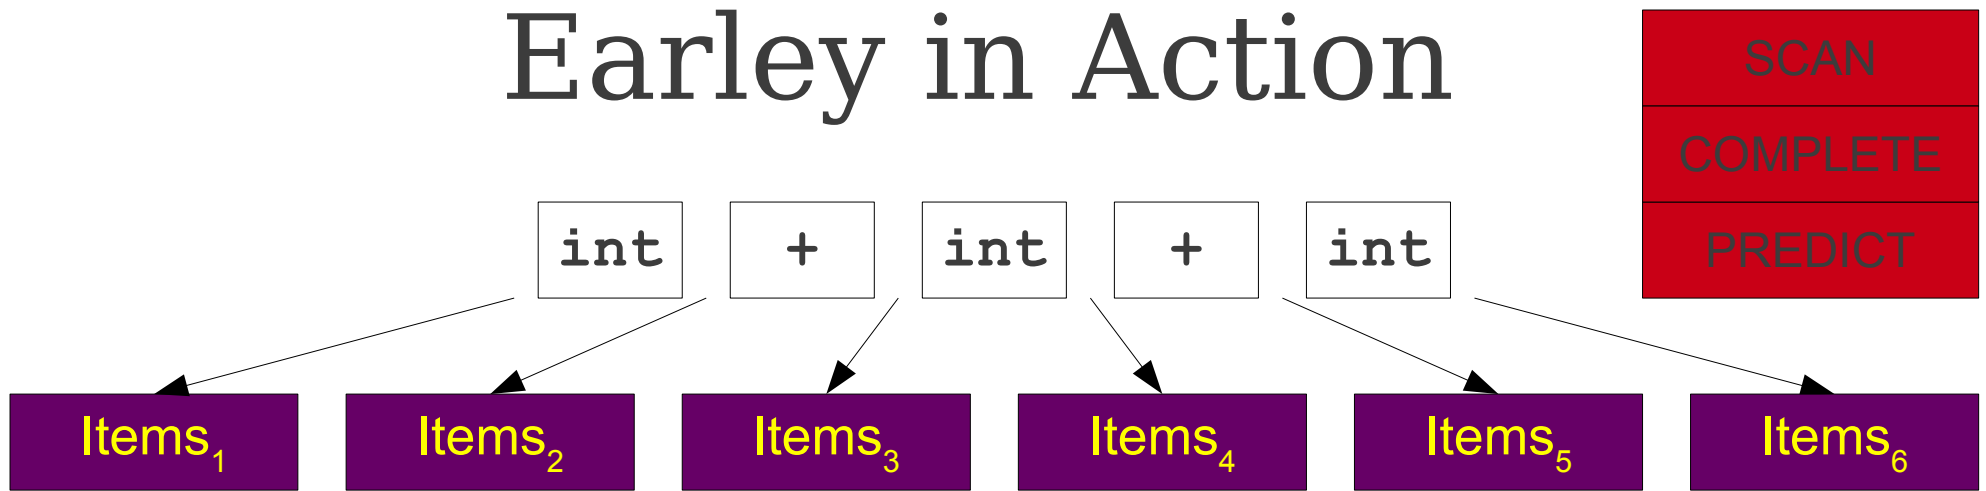 Earley in Action
SCAN
COMPLETE
PREDICT
int + int + int
Items₁ Items₂ Items₃ Items₄ Items₅ Items₆